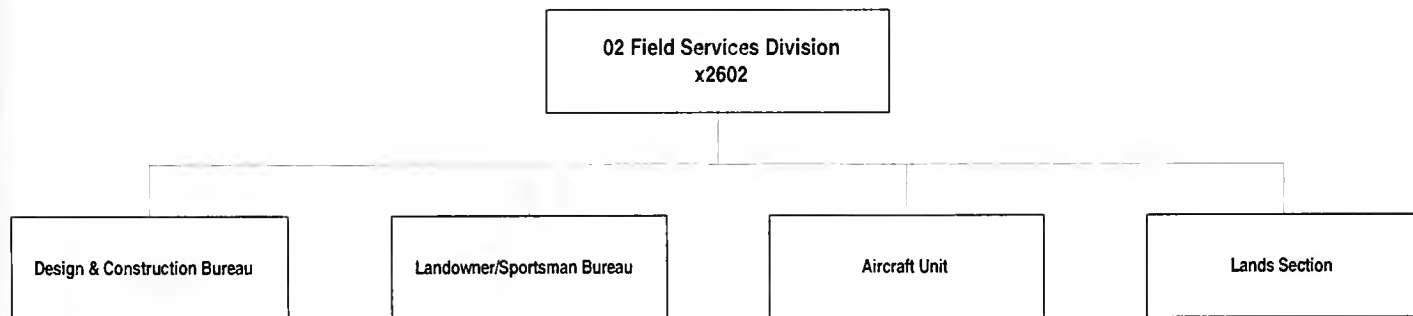 02 Field Services Division
x2602
Design & Construction Bureau
Landowner/Sportsman Bureau
Aircraft Unit
Lands Section